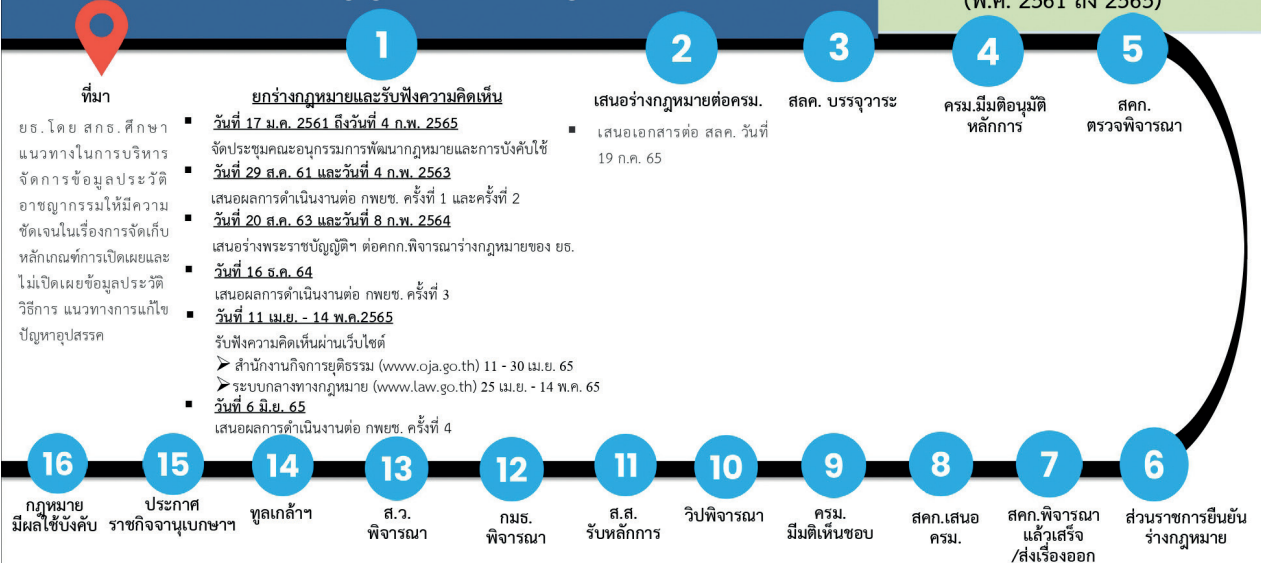 (พ.ศ. 2561 ถึง 2565)
1
2
3
4
5
ที่มา
ยธ.โดย สกธ.ศึกษา
แนวทางในการบริหาร
จัดการข้อมูลประวัติ
อาชญากรรมให้มีความ
ชัดเจนในเรื่องการจัดเก็บ
หลักเกณฑ์การเปิดเผยและ
ไม่เปิดเผยข้อมูลประวัติ
วิธีการ แนวทางการแก้ไข
ปัญหาอุปสรรค
ยกร่างกฎหมายและรับฟังความคิดเห็น
▪ วันที่ 17 ม.ค. 2561 ถึงวันที่ 4 ก.พ. 2565
จัดประชุมคณะอนุกรรมการพัฒนากฎหมายและการบังคับใช้
▪ วันที่ 29 ส.ค. 61 และวันที่ 4 ก.พ. 2563
เสนอผลการดำเนินงานต่อ กพยช. ครั้งที่ 1 และครั้งที่ 2
▪ วันที่ 20 ส.ค. 63 และวันที่ 8 ก.พ. 2564
เสนอร่างพระราชบัญญัติฯ ต่อคกก.พิจารณาร่างกฎหมายของ ยธ.
▪ วันที่ 16 ธ.ค. 64
เสนอผลการดำเนินงานต่อ กพยช. ครั้งที่ 3
▪ วันที่ 11 เม.ย. - 14 พ.ค.2565
รับฟังความคิดเห็นผ่านเว็บไซต์
➢ สำนักงานกิจการยุติธรรม (www.oja.go.th) 11 - 30 เม.ย. 65
➢ ระบบกลางทางกฎหมาย (www.law.go.th) 25 เม.ย. - 14 พ.ค. 65
▪ วันที่ 6 มิ.ย. 65
เสนอผลการดำเนินงานต่อ กพยช. ครั้งที่ 4
เสนอร่างกฎหมายต่อครม.
▪ เสนอเอกสารต่อ สลค. วันที่
19 ก.ค. 65
สลค. บรรจุวาระ
ครม.มีมติอนุมัติ
หลักการ
สคก.
ตรวจพิจารณา
16
15
14
13
12
11
10
9
8
7
6
กฎหมาย
มีผลใช้บังคับ
ประกาศ
ราชกิจจานุเบกษาฯ
ทูลเกล้าฯ
ส.ว.
พิจารณา
กมธ.
พิจารณา
ส.ส.
รับหลักการ
วิปพิจารณา
ครม.
มีมติเห็นชอบ
สคก.เสนอ
ครม.
สคก.พิจารณา
แล้วเสร็จ
/ส่งเรื่องออก
ส่วนราชการยืนยัน
ร่างกฎหมาย